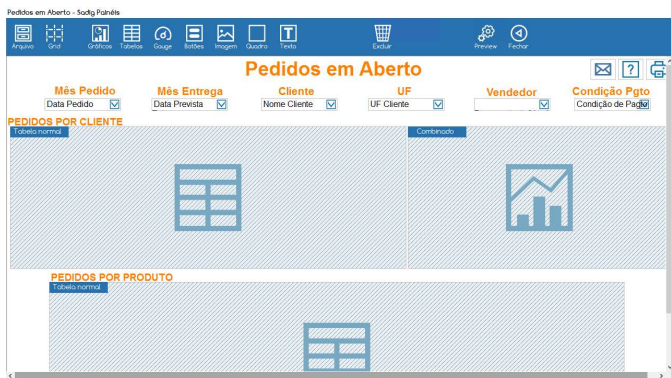 Pedidos em Aberto - Sadig Painéis
Arquivo Grid Gráficos Tabelas Gauge Botões Imagem Quadro Texto Excluir Preview Fechar
Pedidos em Aberto
Mês Pedido Mês Entrega Cliente UF Vendedor Condição Pgto
Data Pedido Data Prevista Nome Cliente UF Cliente Condição de Pagto
PEDIDOS POR CLIENTE
Tabela normal Combinado
PEDIDOS POR PRODUTO
Tabela normal